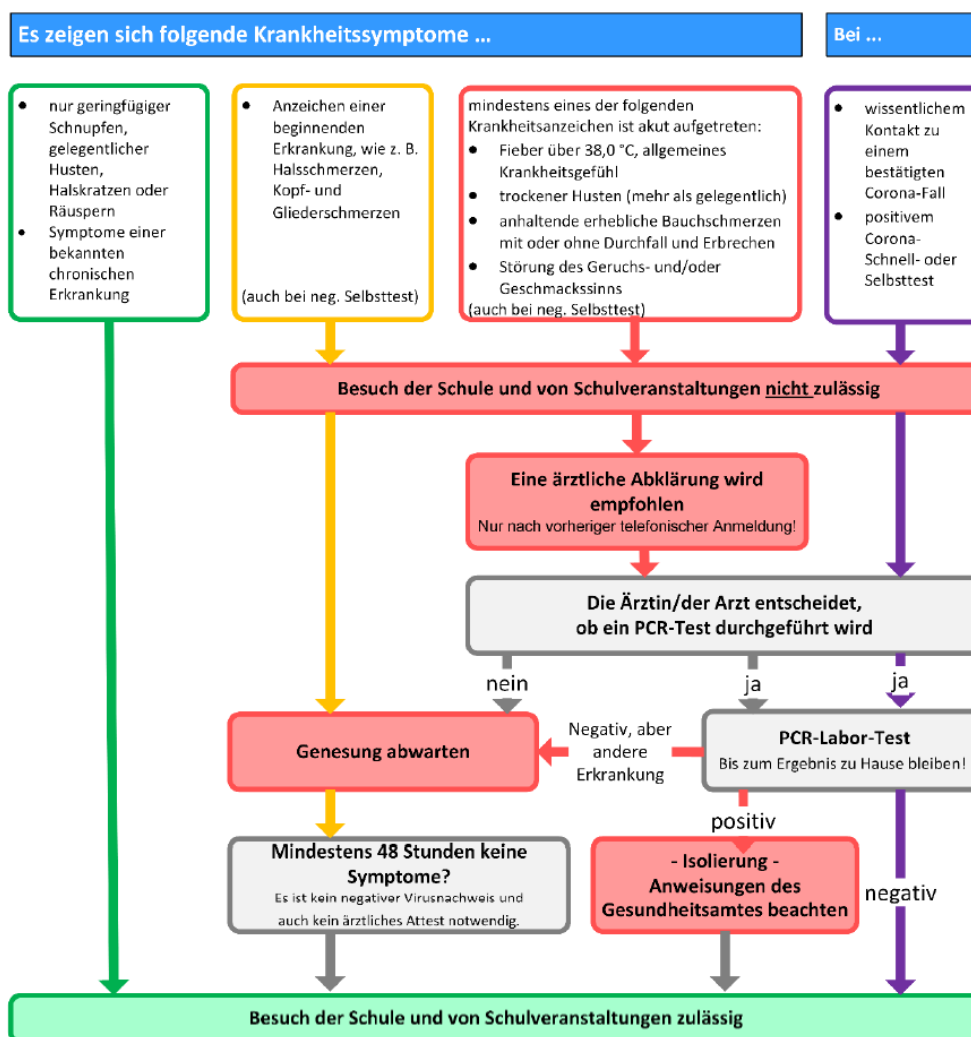 Es zeigen sich folgende Krankheitssymptome ...
Bei ...
nur geringfügiger
Schnupfen,
gelegentlicher
Husten,
Halskratzen oder
Räuspern
Symptome einer
bekannten
chronischen
Erkrankung
Anzeichen einer
beginnenden
Erkrankung, wie z. B.
Halsschmerzen,
Kopf- und
Gliederschmerzen
(auch bei neg. Selbsttest)
mindestens eines der folgenden
Krankheitsanzeichen ist akut aufgetreten:
Fieber über 38,0 °C, allgemeines
Krankheitsgefühl
trockener Husten (mehr als gelegentlich)
anhaltende erhebliche Bauchschmerzen
mit oder ohne Durchfall und Erbrechen
Störung des Geruchs- und/oder
Geschmackssinns
(auch bei neg. Selbsttest)
wissentlichem
Kontakt zu
einem
bestätigten
Corona-Fall
positivem
Corona-
Schnell- oder
Selbsttest
Besuch der Schule und von Schulveranstaltungen nicht zulässig
Eine ärztliche Abklärung wird
empfohlen
Nur nach vorheriger telefonischer Anmeldung!
Die Ärztin/der Arzt entscheidet,
ob ein PCR-Test durchgeführt wird
nein
ja
ja
Genesung abwarten
Negativ, aber
andere
Erkrankung
PCR-Labor-Test
Bis zum Ergebnis zu Hause bleiben!
positiv
Mindestens 48 Stunden keine
Symptome?
Es ist kein negativer Virusnachweis und
auch kein ärztliches Attest notwendig.
- Isolierung -
Anweisungen des
Gesundheitsamtes beachten
negativ
Besuch der Schule und von Schulveranstaltungen zulässig